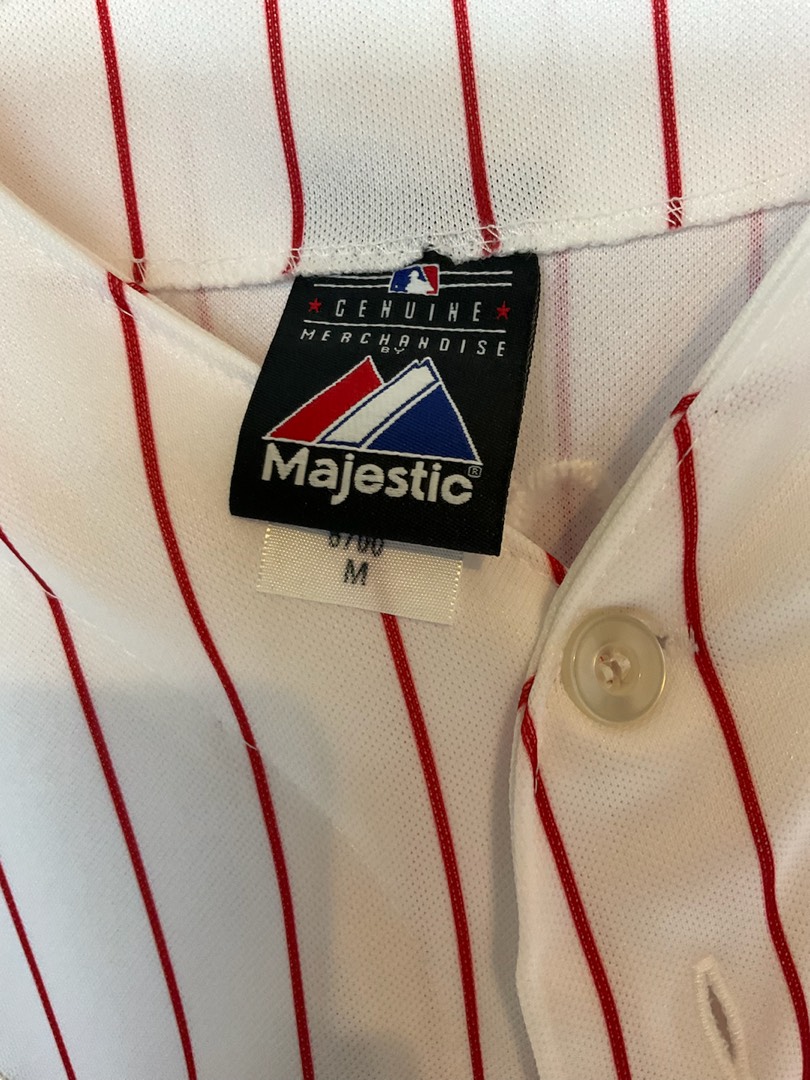 GENUINE
MERCHANDISE
BY
Majestic®
M